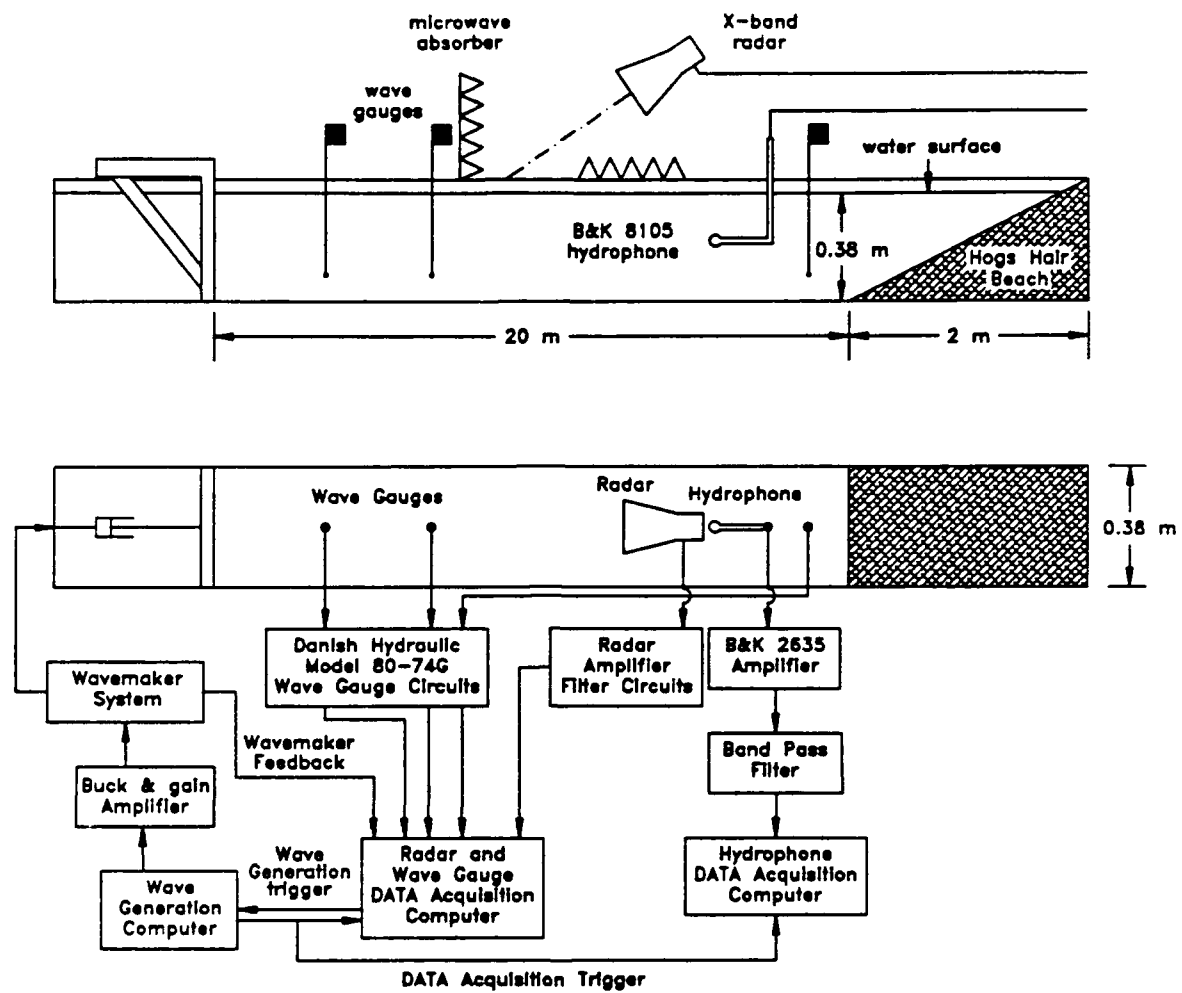 microwave
absorber
X-band
radar
wave
gauges
water surface
B&K 8105
hydrophone
0.38 m
Hogs Hair
Beach
20 m
2 m
Wave Gauges
Radar
Hydrophone
0.38 m
Danish Hydraulic
Model 80-74G
Wave Gauge Circuits
Radar
Amplifier
Filter Circuits
B&K 2635
Amplifier
Wavemaker
System
Wavemaker
Feedback
Band Pass
Filter
Buck & gain
Amplifier
Wave
Generation
trigger
Radar and
Wave Gauge
DATA Acquisition
Computer
Hydrophone
DATA Acquisition
Computer
Wave
Generation
Computer
DATA Acquisition Trigger